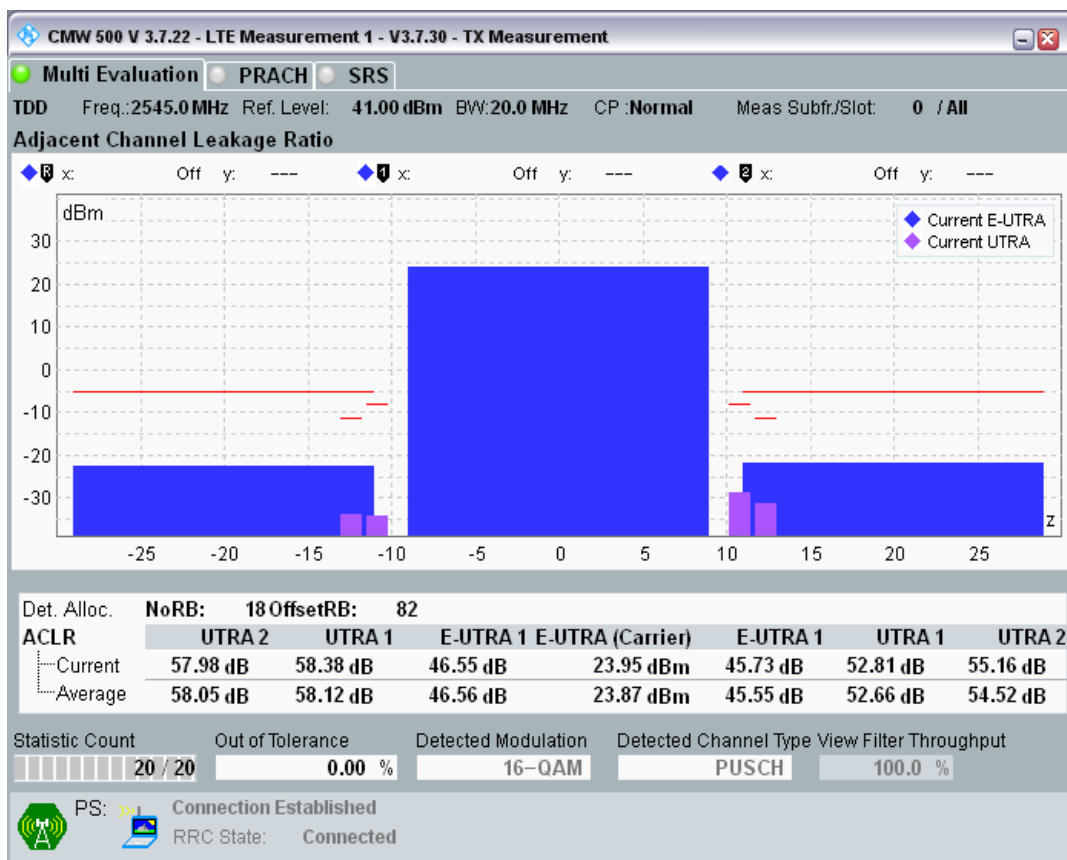 CMW 500 V 3.7.22 - LTE Measurement 1 - V3.7.30 - TX Measurement
Multi Evaluation PRACH SRS
TDD Freq.:2545.0 MHz Ref. Level: 41.00 dBm BW:20.0 MHz CP :Normal Meas Subfr./Slot: 0 / All
Adjacent Channel Leakage Ratio
R x: Off y: --- 1 x: Off y: --- 2 x: Off y: ---
dBm
Current E-UTRA
Current UTRA
30
20
10
0
-10
-20
-30
z
-25 -20 -15 -10 -5 0 5 10 15 20 25
Det. Alloc. NoRB: 18 OffsetRB: 82
ACLR UTRA 2 UTRA 1 E-UTRA 1 E-UTRA (Carrier) E-UTRA 1 UTRA 1 UTRA 2
Current 57.98 dB 58.38 dB 46.55 dB 23.95 dBm 45.73 dB 52.81 dB 55.16 dB
Average 58.05 dB 58.12 dB 46.56 dB 23.87 dBm 45.55 dB 52.66 dB 54.52 dB
Statistic Count Out of Tolerance Detected Modulation Detected Channel Type View Filter Throughput
20 / 20 0.00 % 16-QAM PUSCH 100.0 %
PS: Connection Established
RRC State: Connected